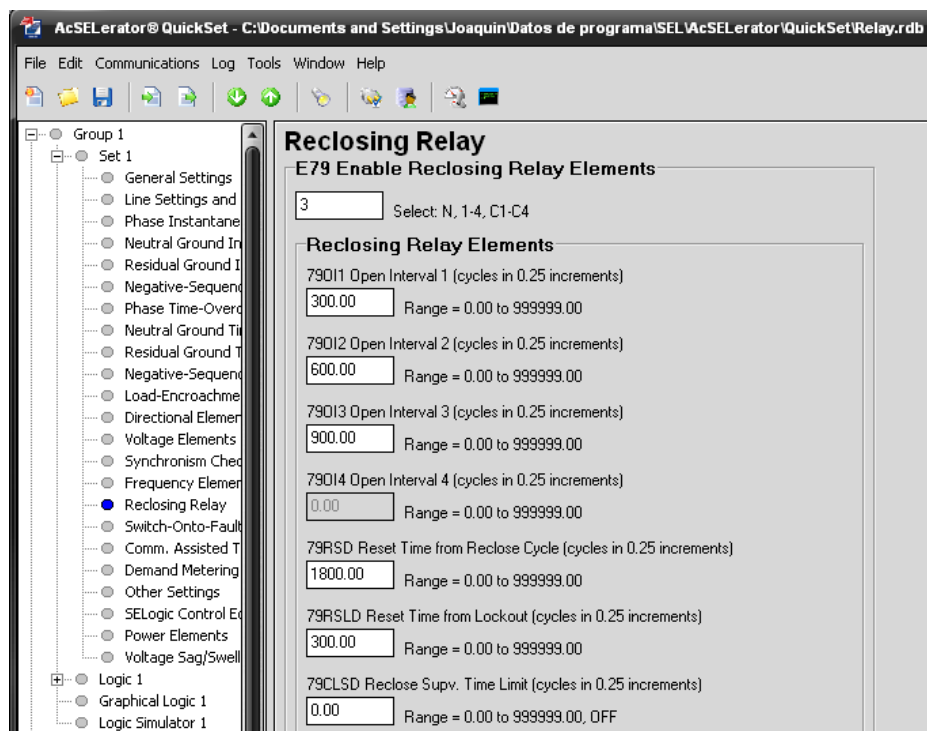 AcSELerator® QuickSet - C:\Documents and Settings\Joaquin\Datos de programa\SEL\AcSELerator\QuickSet\Relay.rdb
File Edit Communications Log Tools Window Help
Group 1
Set 1
General Settings
Line Settings and
Phase Instantane
Neutral Ground In
Residual Ground I
Negative-Sequenc
Phase Time-Overc
Neutral Ground Ti
Residual Ground T
Negative-Sequenc
Load-Encroachme
Directional Elemen
Voltage Elements
Synchronism Chec
Frequency Elemen
Reclosing Relay
Switch-Onto-Fault
Comm. Assisted T
Demand Metering
Other Settings
SELogic Control Ec
Power Elements
Voltage Sag/Swell
Logic 1
Graphical Logic 1
Logic Simulator 1
Reclosing Relay
E79 Enable Reclosing Relay Elements
3 Select: N, 1-4, C1-C4
Reclosing Relay Elements
79OI1 Open Interval 1 (cycles in 0.25 increments)
300.00 Range = 0.00 to 999999.00
79OI2 Open Interval 2 (cycles in 0.25 increments)
600.00 Range = 0.00 to 999999.00
79OI3 Open Interval 3 (cycles in 0.25 increments)
900.00 Range = 0.00 to 999999.00
79OI4 Open Interval 4 (cycles in 0.25 increments)
0.00 Range = 0.00 to 999999.00
79RSD Reset Time from Reclose Cycle (cycles in 0.25 increments)
1800.00 Range = 0.00 to 999999.00
79RSLD Reset Time from Lockout (cycles in 0.25 increments)
300.00 Range = 0.00 to 999999.00
79CLSD Reclose Supv. Time Limit (cycles in 0.25 increments)
0.00 Range = 0.00 to 999999.00, OFF